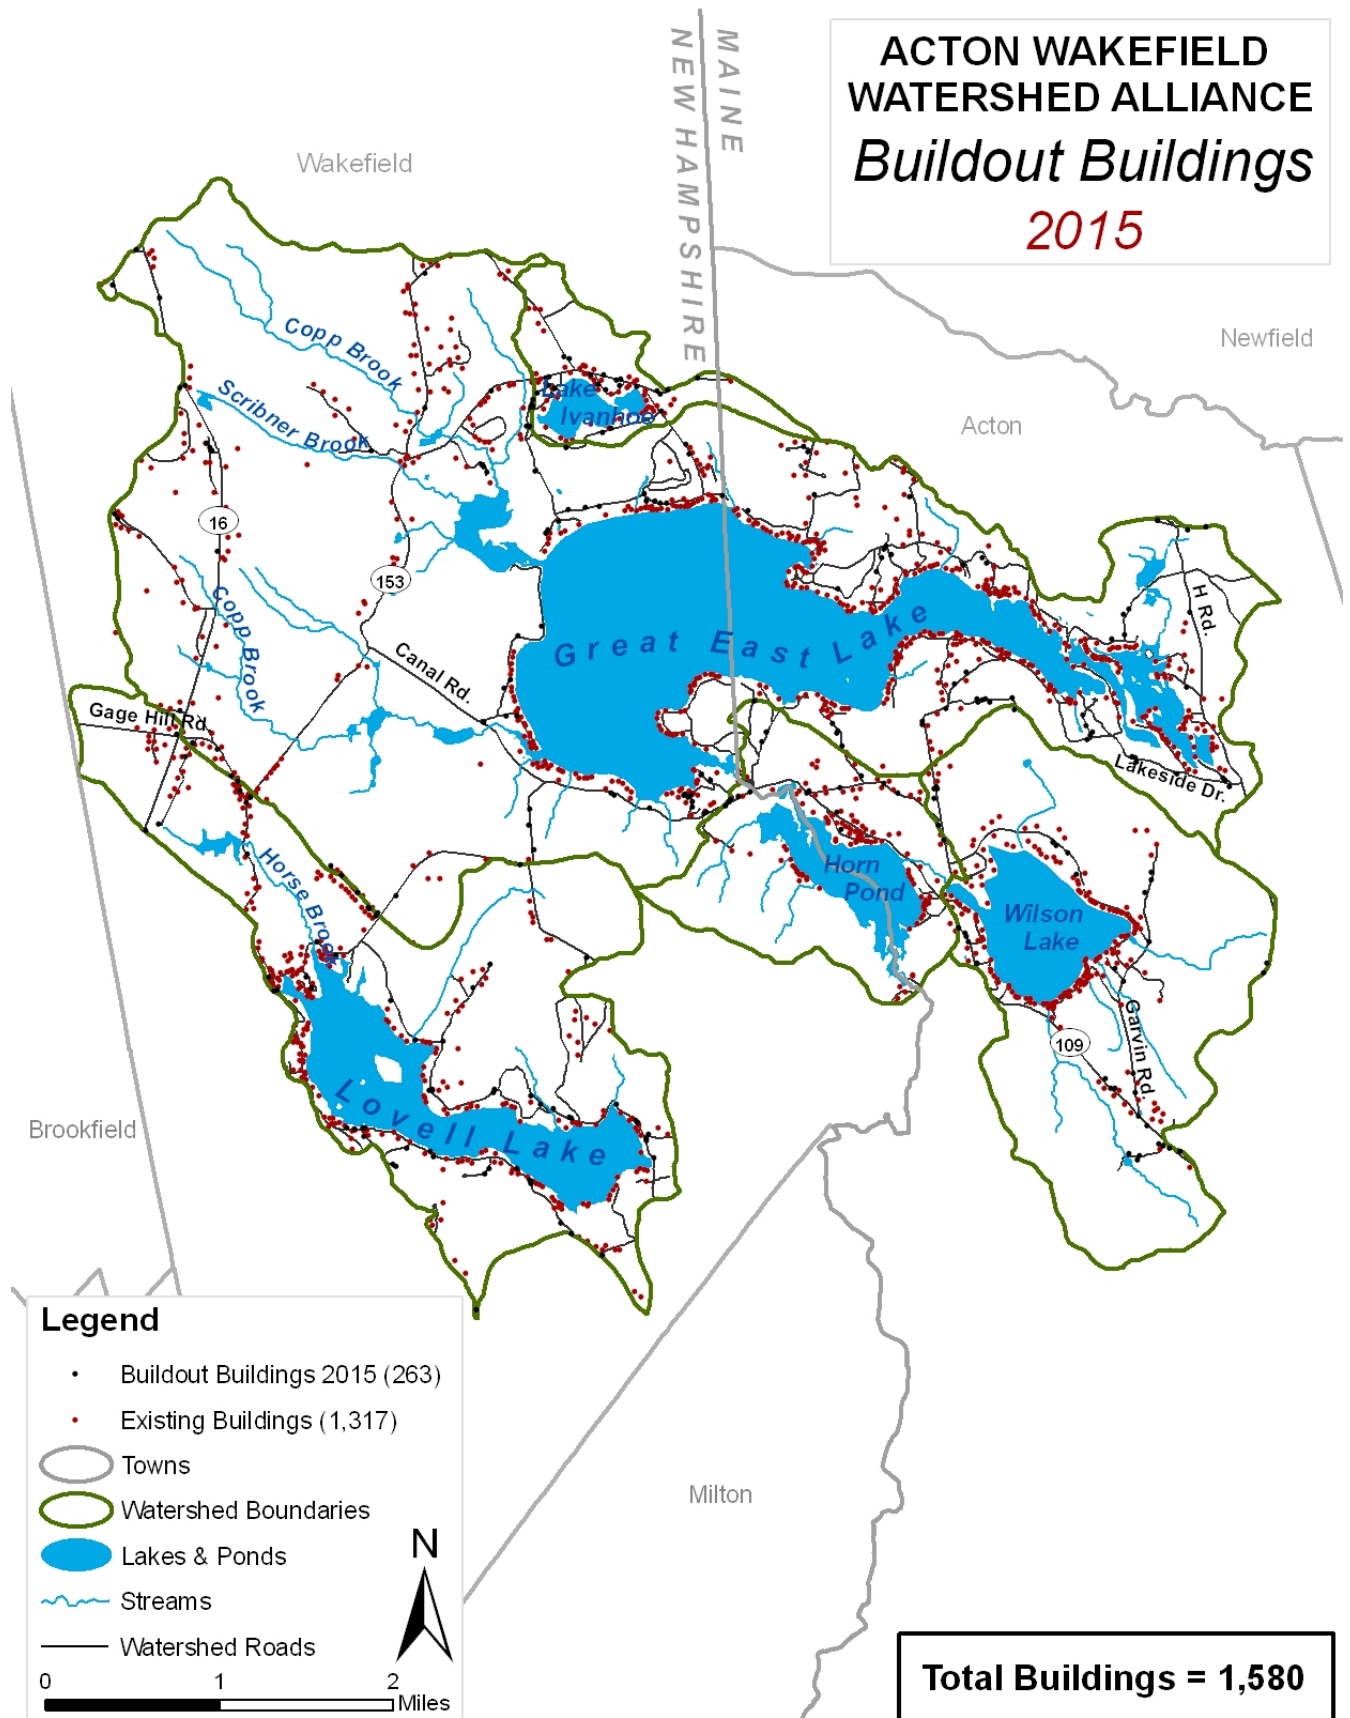 ACTON WAKEFIELD
WATERSHED ALLIANCE
Buildout Buildings
2015
MAINE
NEW HAMPSHIRE
Wakefield
Newfield
Acton
Copp Brook
Scribner Brook
Lake
Ivanhoe
16
153
H Rd.
Copp Brook
Great East Lake
Canal Rd.
Gage Hill Rd
Lakeside Dr.
Horse Brook
Horn
Pond
Wilson
Lake
Garvin Rd
109
Lovell Lake
Brookfield
Milton
Legend
Buildout Buildings 2015 (263)
Existing Buildings (1,317)
Towns
Watershed Boundaries
Lakes & Ponds
Streams
Watershed Roads
N
0 1 2
Miles
Total Buildings = 1,580